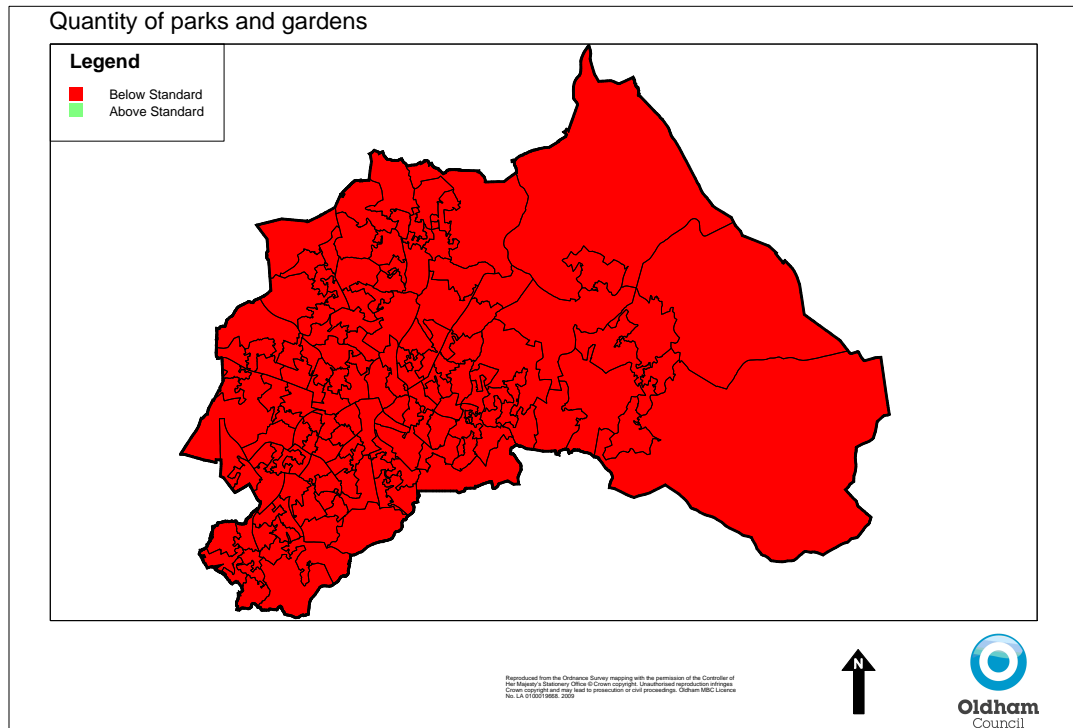 Quantity of parks and gardens
Legend
Below Standard
Above Standard
Reproduced from the Ordnance Survey mapping with the permission of the Controller of
Her Majesty's Stationery Office © Crown copyright. Unauthorised reproduction infringes
Crown copyright and may lead to prosecution or civil proceedings. Oldham MBC Licence
No. LA 0100019668. 2009
N
Oldham
Council